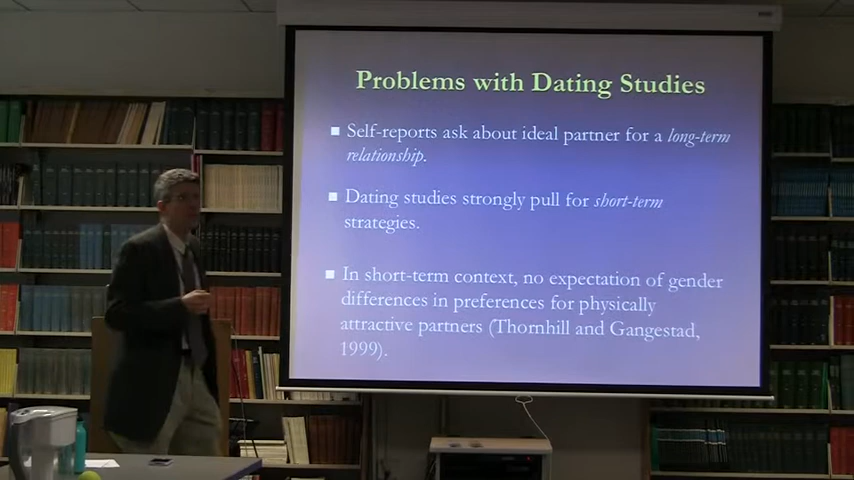 Problems with Dating Studies
■ Self-reports ask about ideal partner for a long-term
relationship.
■ Dating studies strongly pull for short-term
strategies.
■ In short-term context, no expectation of gender
differences in preferences for physically
attractive partners (Thornhill and Gangestad,
1999).